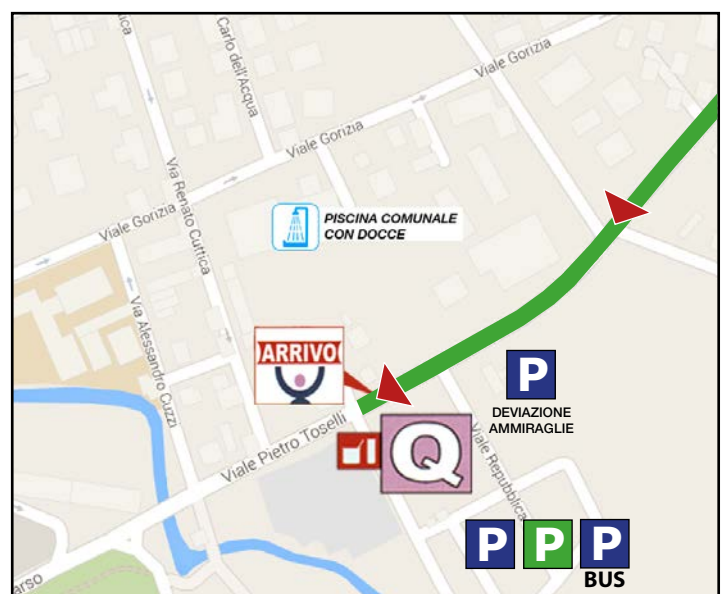 Viale Gorizia
Carlo dell'Acqua
Viale Gorizia
Via Renato Cuttica
Viale Gorizia
PISCINA COMUNALE
CON DOCCE
Via Alessandro Cuzzi
ARRIVO
P
DEVIAZIONE
AMMIRAGLIE
Viale Pietro Toselli
Q
Viale Repubblica
P P P
BUS